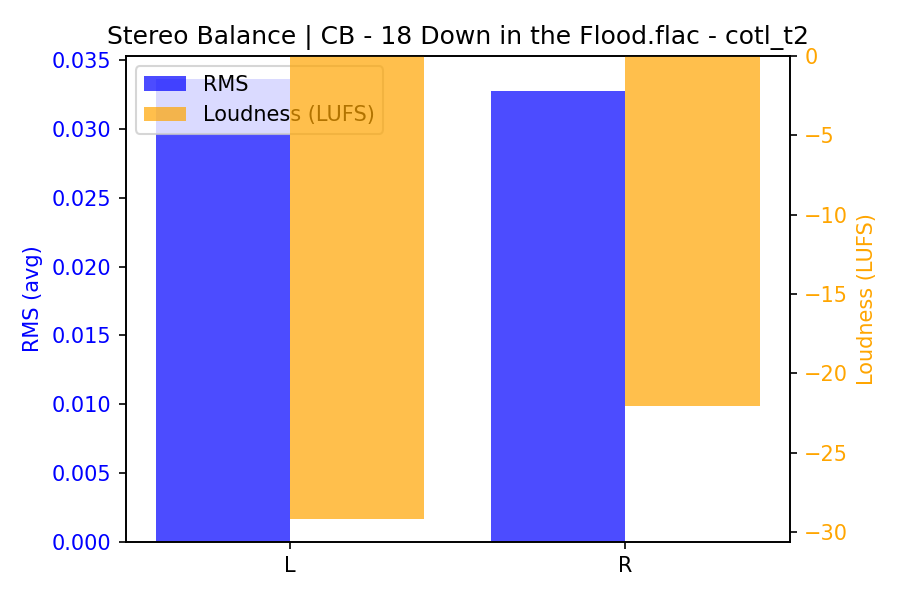 Stereo Balance | CB - 18 Down in the Flood.flac - cotl_t2
RMS
Loudness (LUFS)
RMS (avg)
0.035
0.030
0.025
0.020
0.015
0.010
0.005
0.000
L
R
0
−5
−10
−15
−20
−25
−30
Loudness (LUFS)